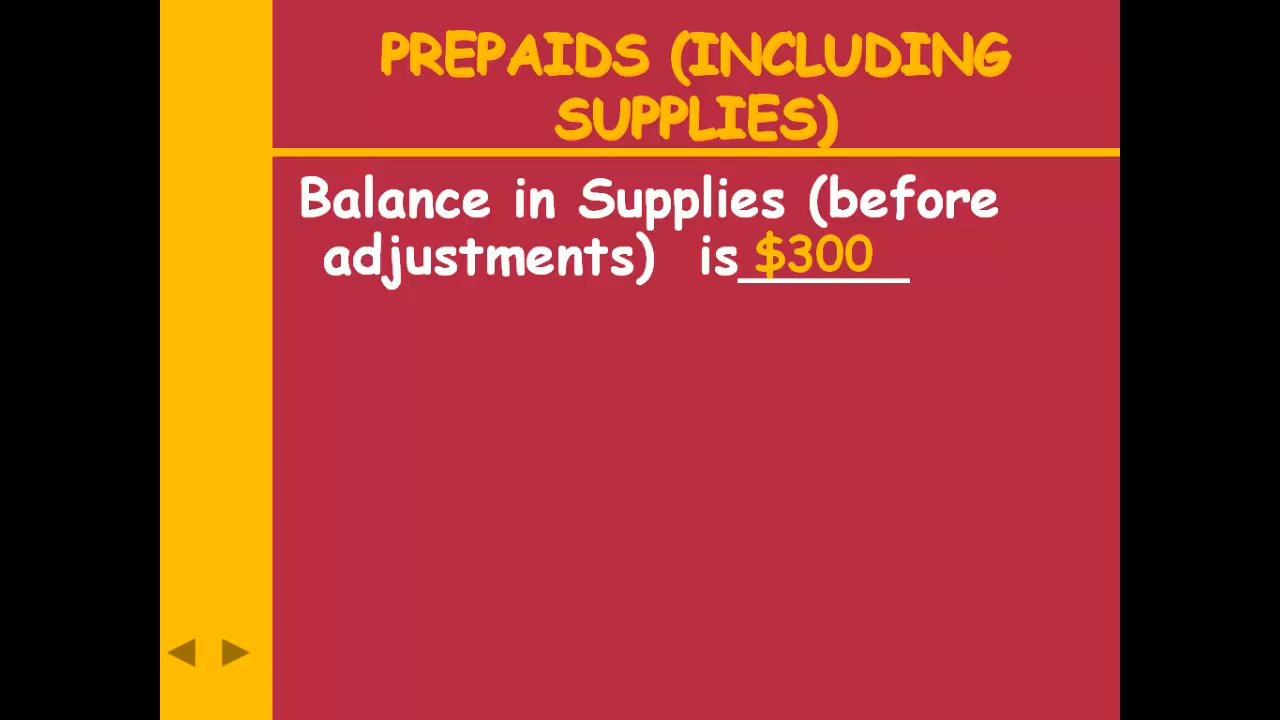 PREPAIDS (INCLUDING
SUPPLIES)
Balance in Supplies (before
adjustments) is $300